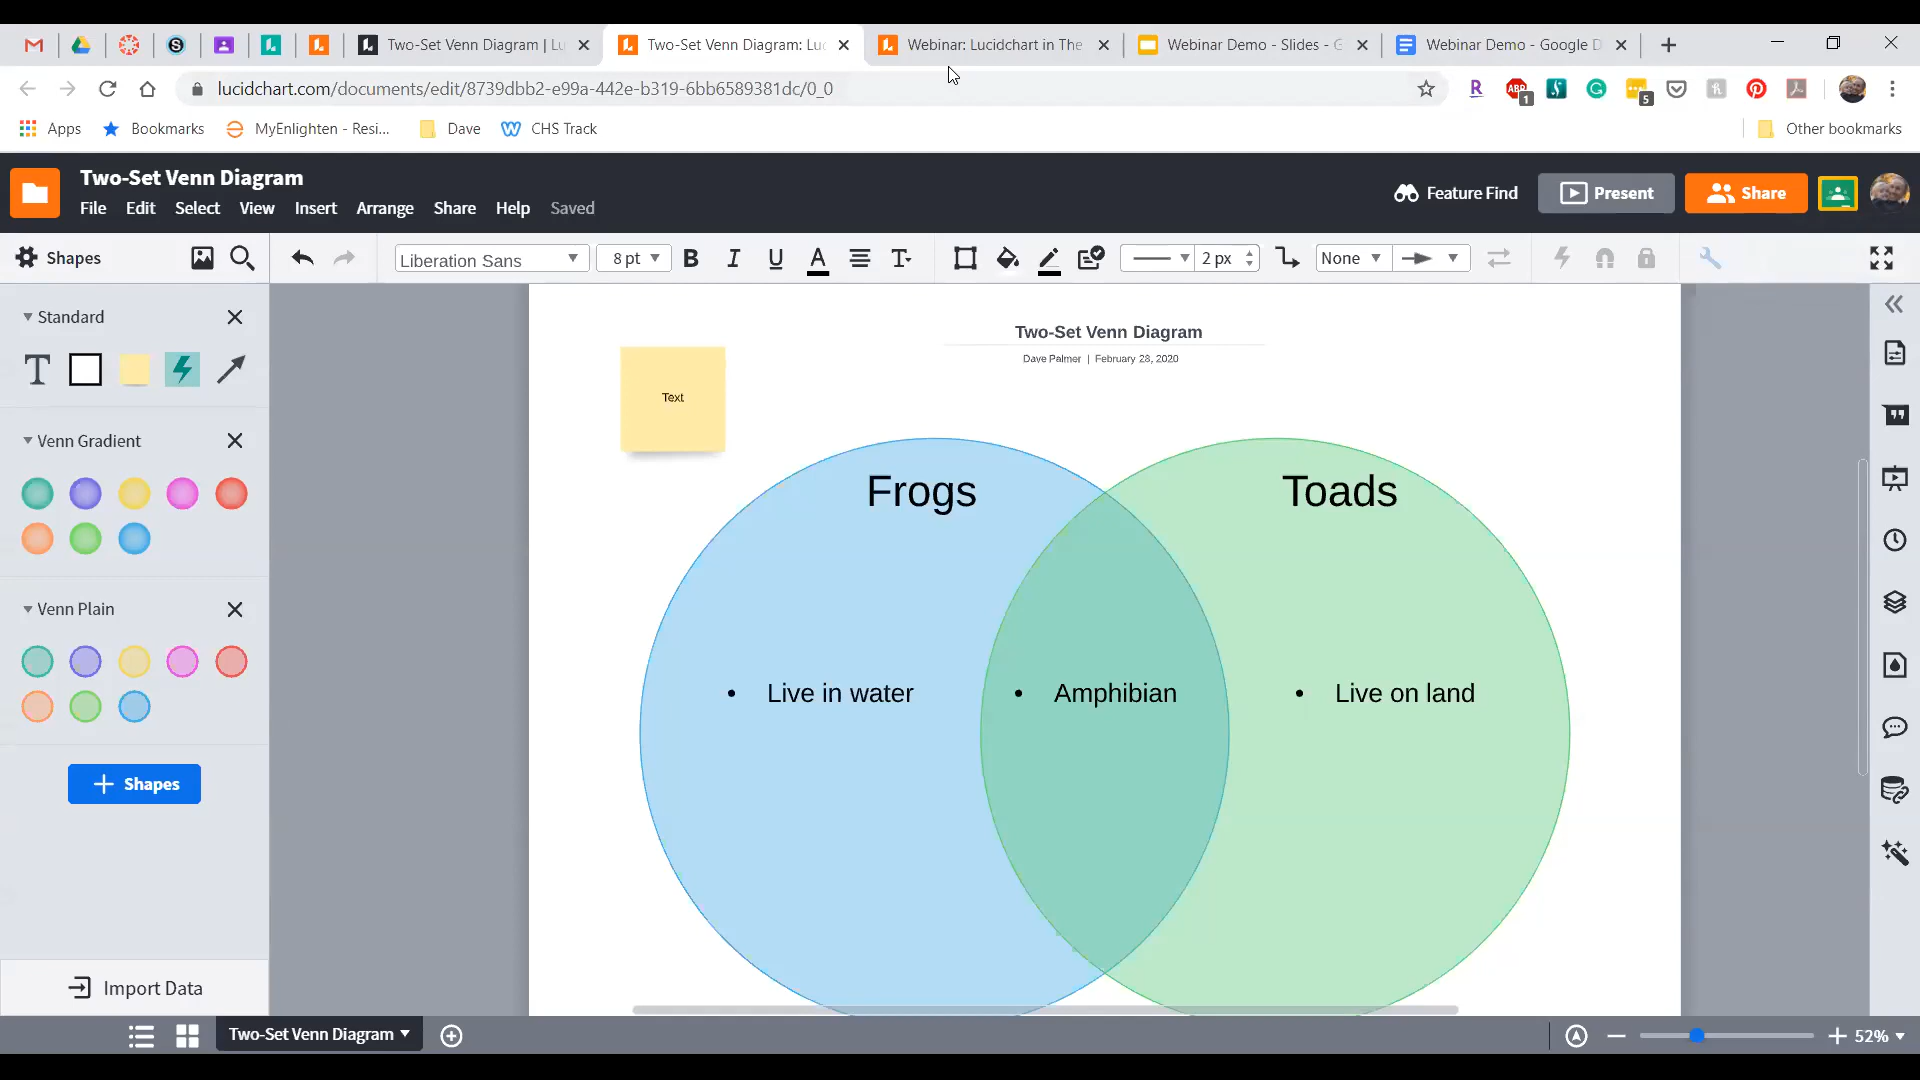 Two-Set Venn Diagram | Lu
Two-Set Venn Diagram: Luc
Webinar: Lucidchart in The
Webinar Demo - Slides - G
Webinar Demo - Google D
lucidchart.com/documents/edit/8739dbb2-e99a-442e-b319-6bb6589381dc/0_0
ABP
1
5
Apps
Bookmarks
MyEnlighten - Resi...
Dave
CHS Track
Other bookmarks
Two-Set Venn Diagram
File Edit Select View Insert Arrange Share Help Saved
Feature Find
Present
Share
Shapes
Liberation Sans
8 pt
B I U A T
2 px
None
Standard
T
Venn Gradient
Venn Plain
+ Shapes
Import Data
Two-Set Venn Diagram
Dave Palmer | February 28, 2020
Text
Frogs
Toads
• Live in water
• Amphibian
• Live on land
Two-Set Venn Diagram
52%